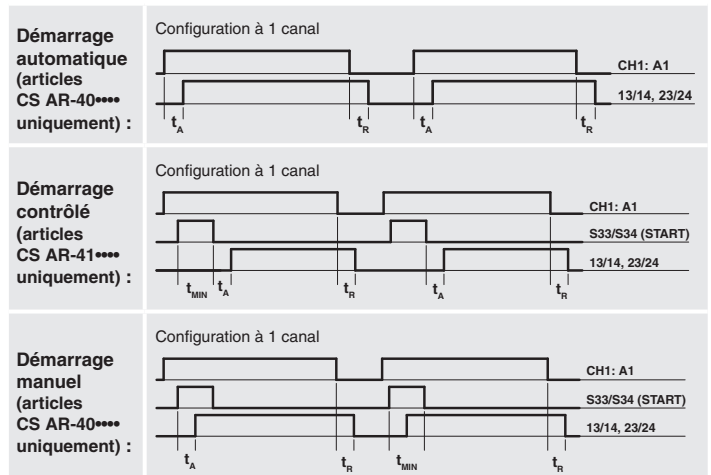 Démarrage
automatique
(articles
CS AR-40••••
uniquement) :
Configuration à 1 canal
CH1: A1
13/14, 23/24
tA tR tA tR
Démarrage
contrôlé
(articles
CS AR-41••••
uniquement) :
Configuration à 1 canal
CH1: A1
S33/S34 (START)
13/14, 23/24
tMIN tA tR tA tR
Démarrage
manuel
(articles
CS AR-40••••
uniquement) :
Configuration à 1 canal
CH1: A1
S33/S34 (START)
13/14, 23/24
tA tR tMIN tR